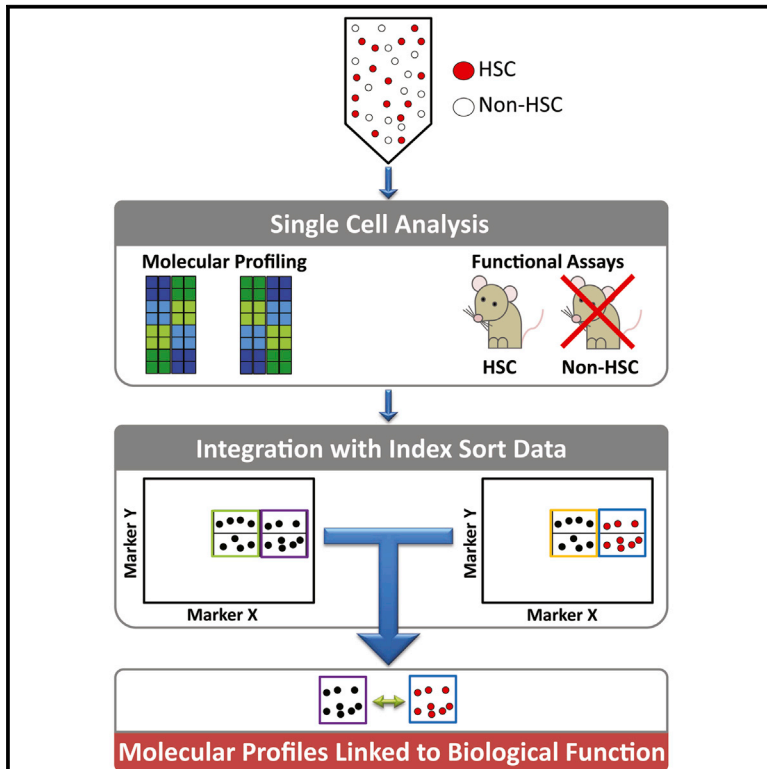 HSC
Non-HSC
Single Cell Analysis
Molecular Profiling
Functional Assays
HSC
Non-HSC
Integration with Index Sort Data
Marker Y
Marker X
Marker Y
Marker X
Molecular Profiles Linked to Biological Function